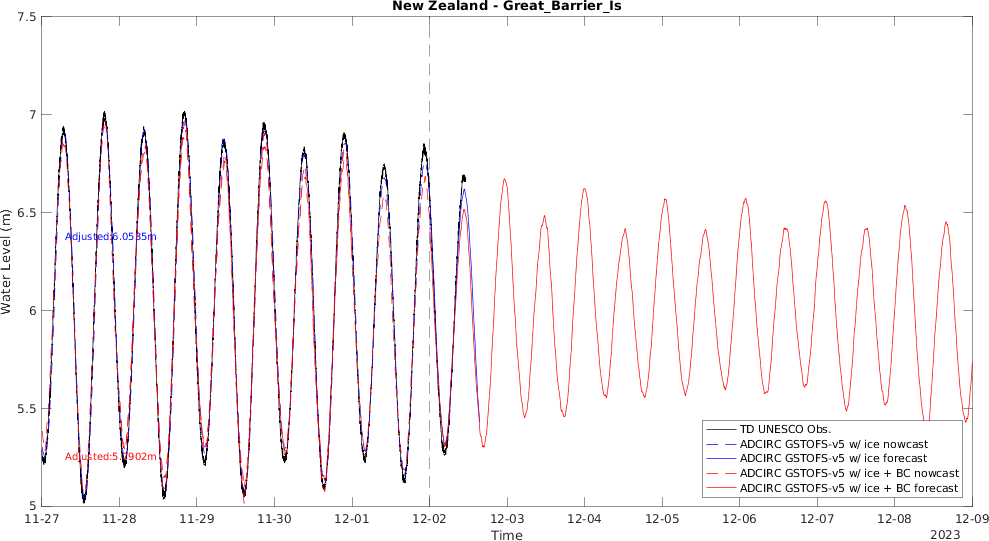 New Zealand - Great_Barrier_Is
Water Level (m)
7.5
7
6.5
6
5.5
5
Adjusted:6.0535m
Adjusted:5.7902m
TD UNESCO Obs.
ADCIRC GSTOFS-v5 w/ ice nowcast
ADCIRC GSTOFS-v5 w/ ice forecast
ADCIRC GSTOFS-v5 w/ ice + BC nowcast
ADCIRC GSTOFS-v5 w/ ice + BC forecast
11-27 11-28 11-29 11-30 12-01 12-02 12-03 12-04 12-05 12-06 12-07 12-08 12-09
Time
2023